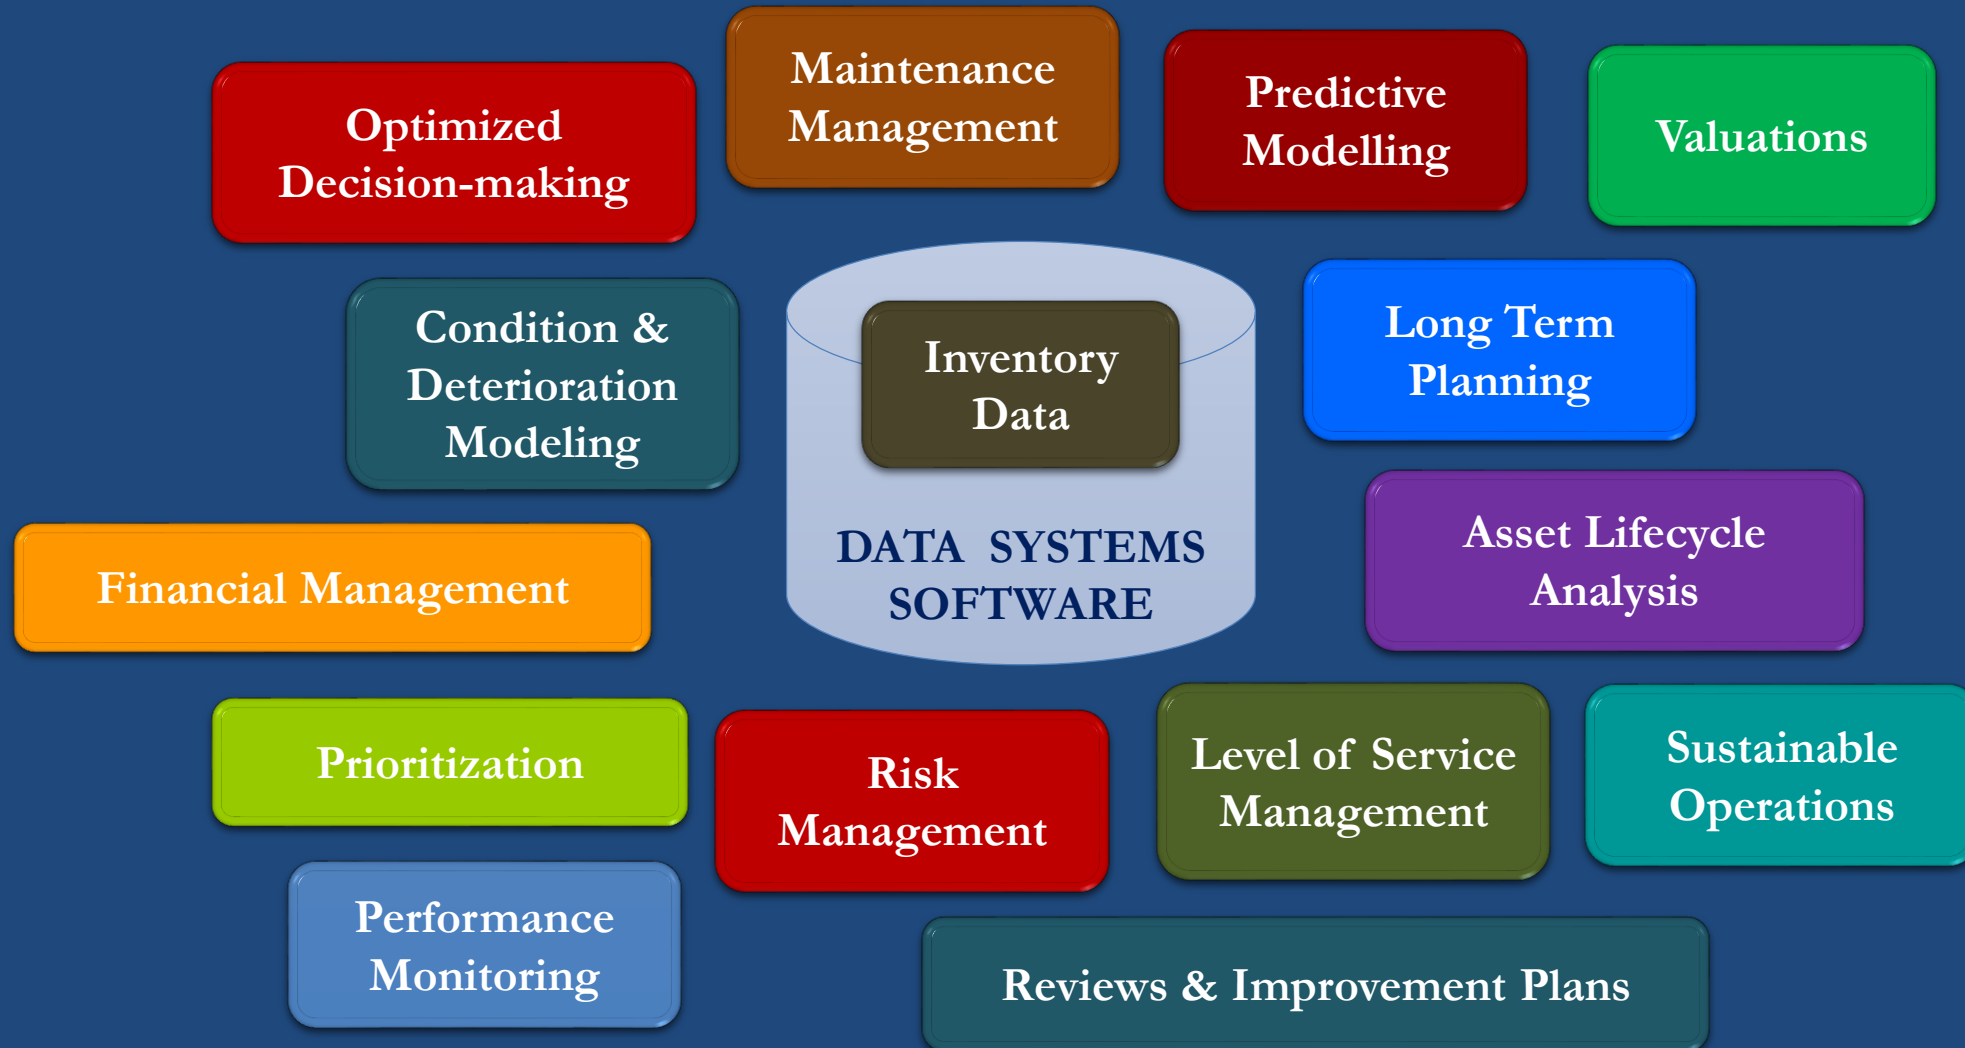 Optimized
Decision-making
Maintenance
Management
Predictive
Modelling
Valuations
Condition &
Deterioration
Modeling
Inventory
Data
Long Term
Planning
DATA SYSTEMS
SOFTWARE
Financial Management
Asset Lifecycle
Analysis
Prioritization
Risk
Management
Level of Service
Management
Sustainable
Operations
Performance
Monitoring
Reviews & Improvement Plans